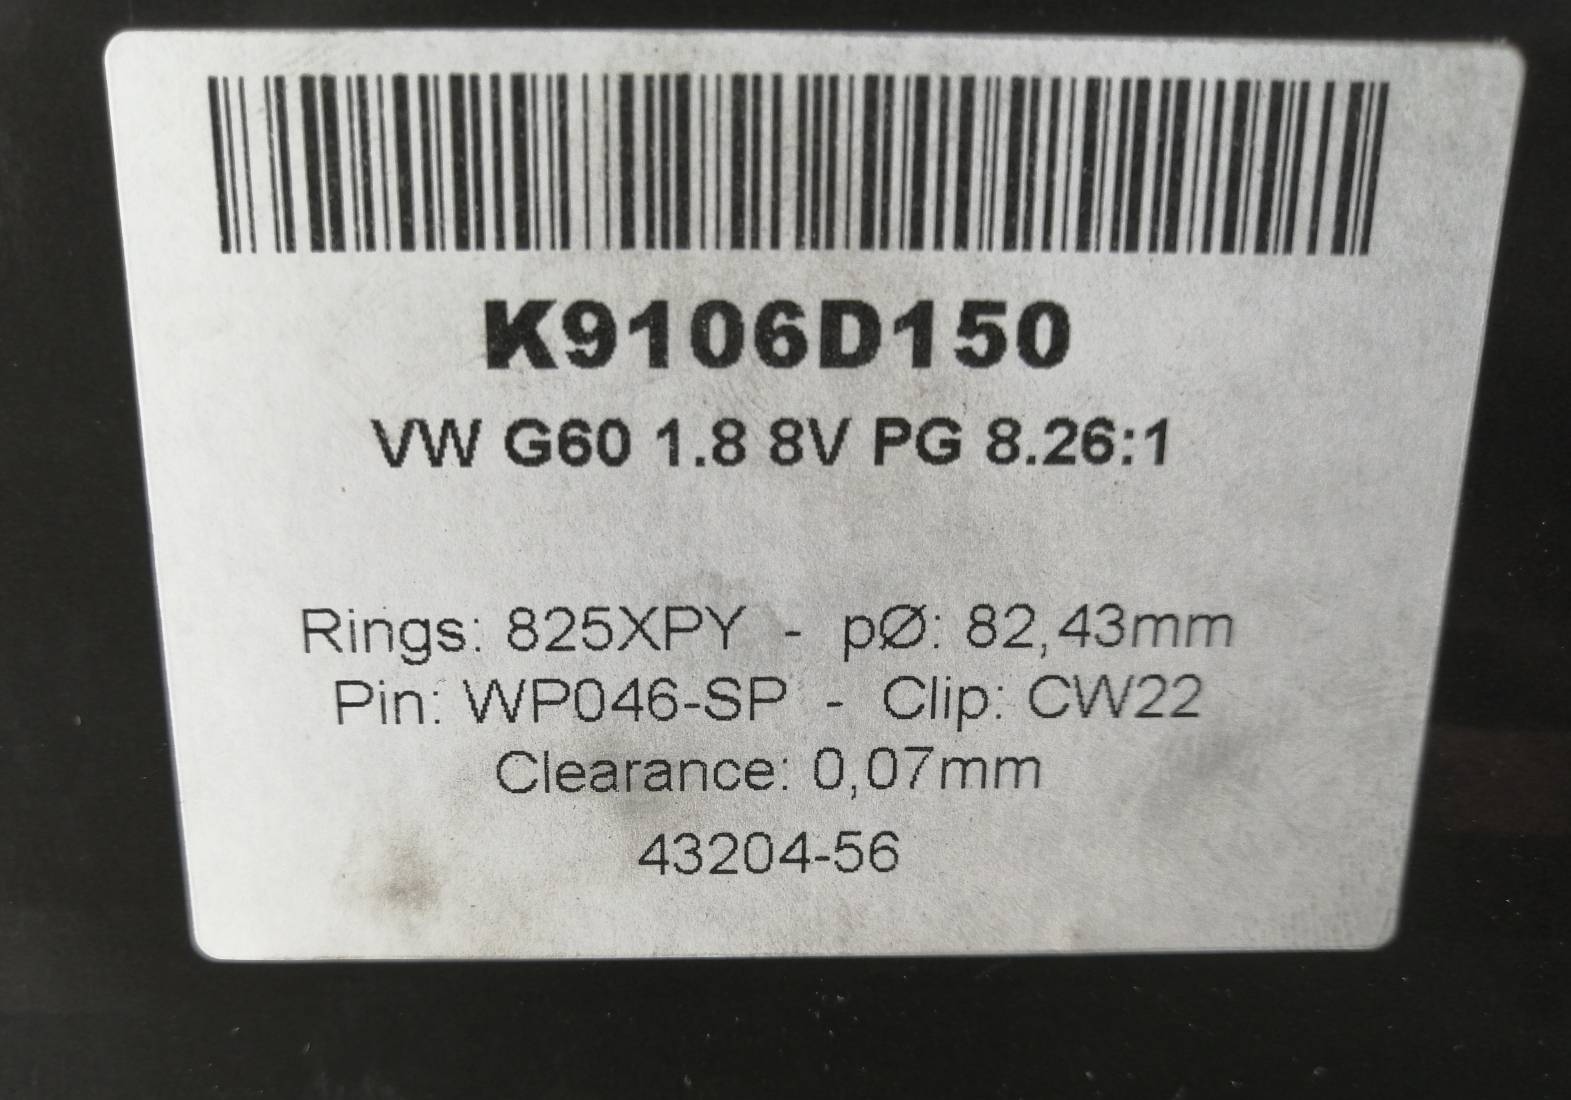 K9106D150
VW G60 1.8 8V PG 8.26:1
Rings: 825XPY - pØ: 82,43mm
Pin: WP046-SP - Clip: CW22
Clearance: 0,07mm
43204-56